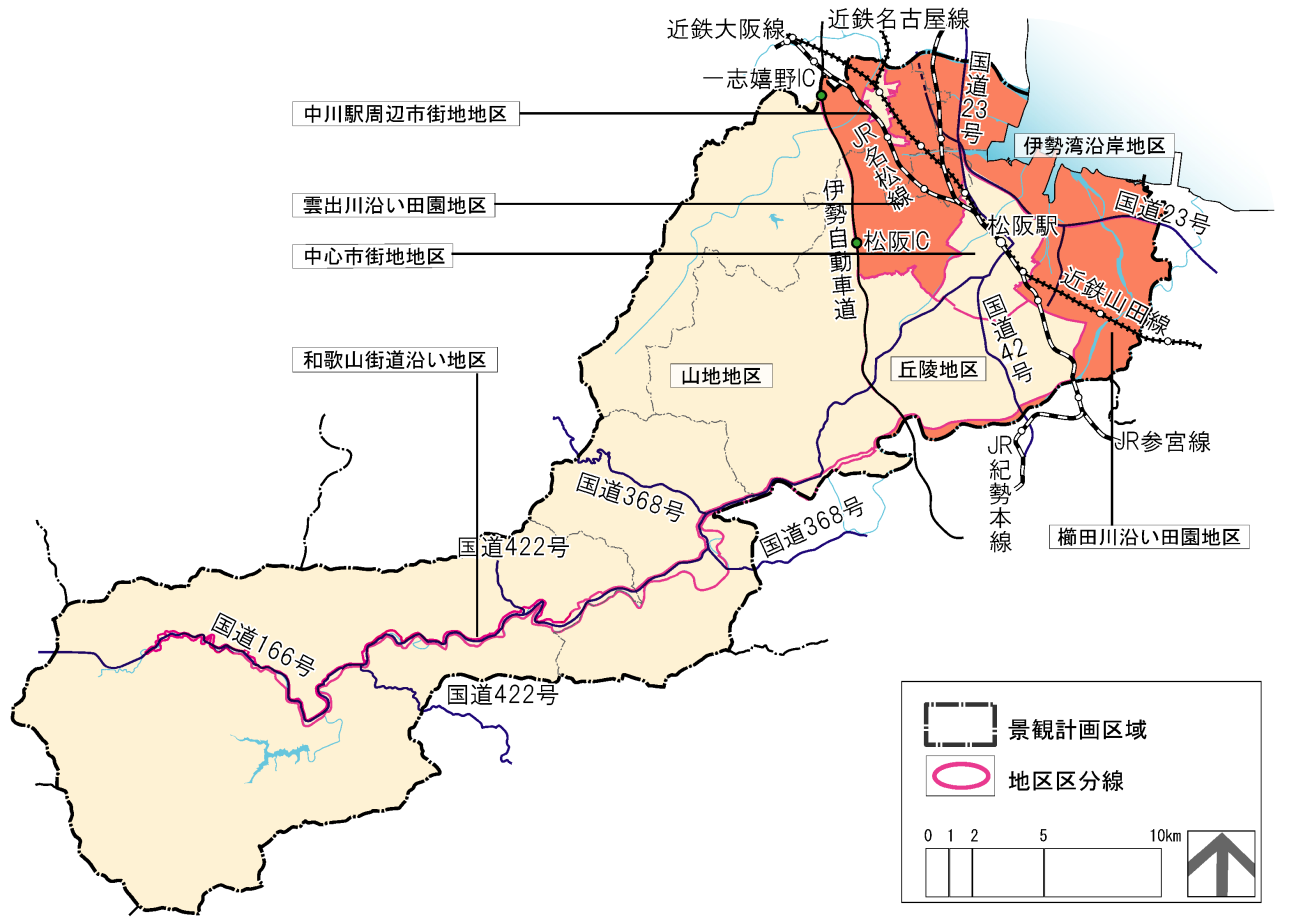 近鉄大阪線
近鉄名古屋線
一志嬉野IC
国道23号
中川駅周辺市街地地区
JR名松線
伊勢湾沿岸地区
雲出川沿い田園地区
伊勢自動車道
国道23号
松阪駅
松阪IC
中心市街地地区
近鉄山田線
国道42号
和歌山街道沿い地区
山地地区
丘陵地区
JR参宮線
JR紀勢本線
国道368号
国道368号
櫛田川沿い田園地区
国道422号
国道166号
国道422号
景観計画区域
地区区分線
0 1 2 5 10km